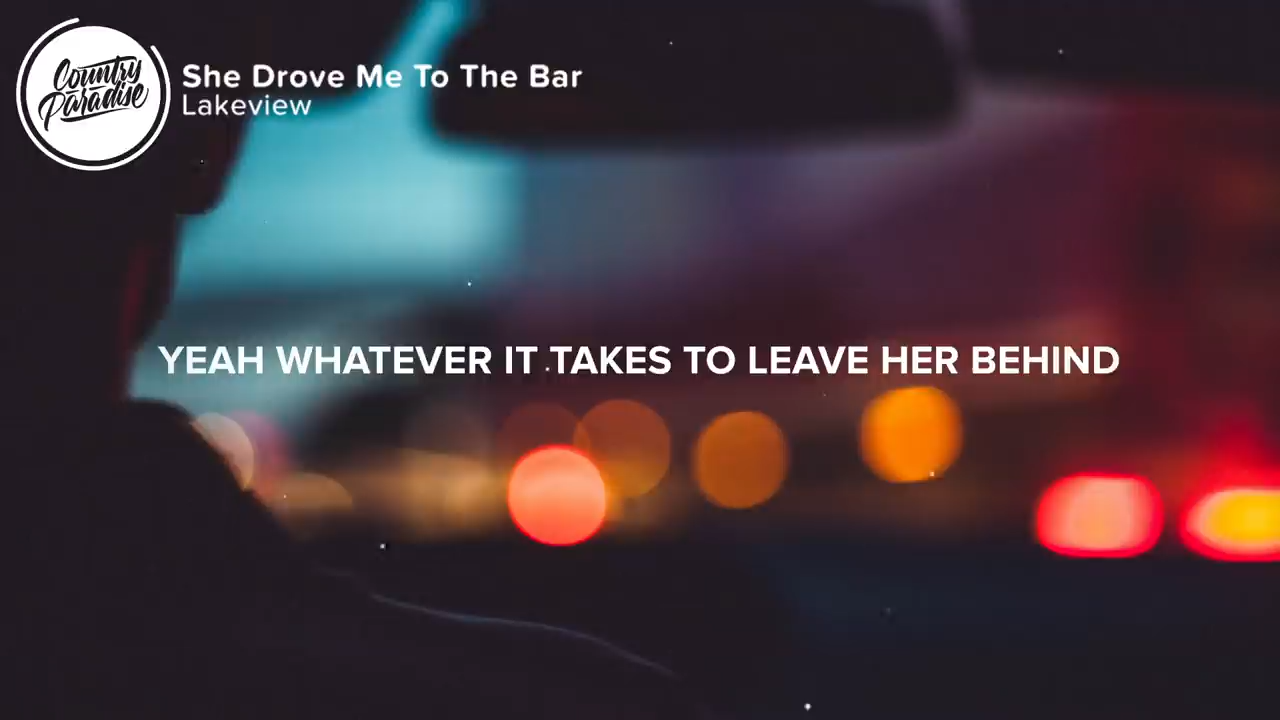 Country
Paradise
She Drove Me To The Bar
Lakeview
YEAH WHATEVER IT TAKES TO LEAVE HER BEHIND